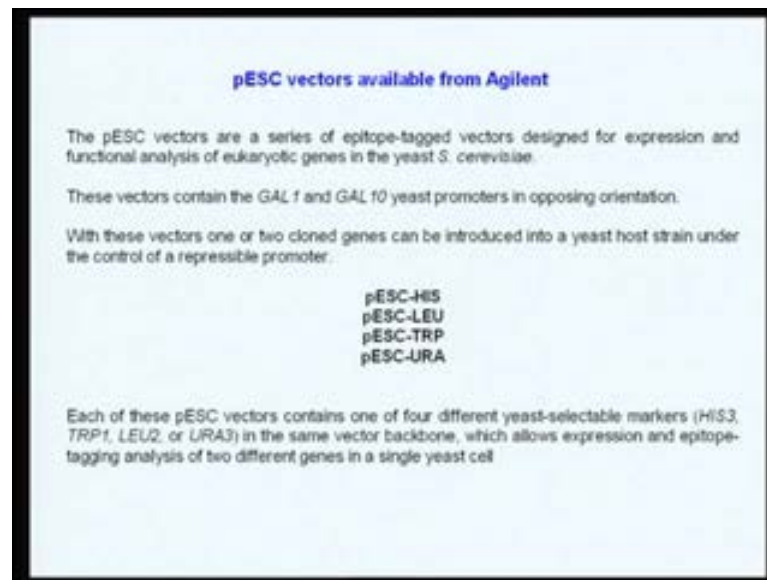 pESC vectors available from Agilent
The pESC vectors are a series of epitope-tagged vectors designed for expression and
functional analysis of eukaryotic genes in the yeast S. cerevisiae.
These vectors contain the GAL1 and GAL10 yeast promoters in opposing orientation.
With these vectors one or two cloned genes can be introduced into a yeast host strain under
the control of a repressible promoter.
pESC-HIS
pESC-LEU
pESC-TRP
pESC-URA
Each of these pESC vectors contains one of four different yeast-selectable markers (HIS3,
TRP1, LEU2, or URA3) in the same vector backbone, which allows expression and epitope-
tagging analysis of two different genes in a single yeast cell